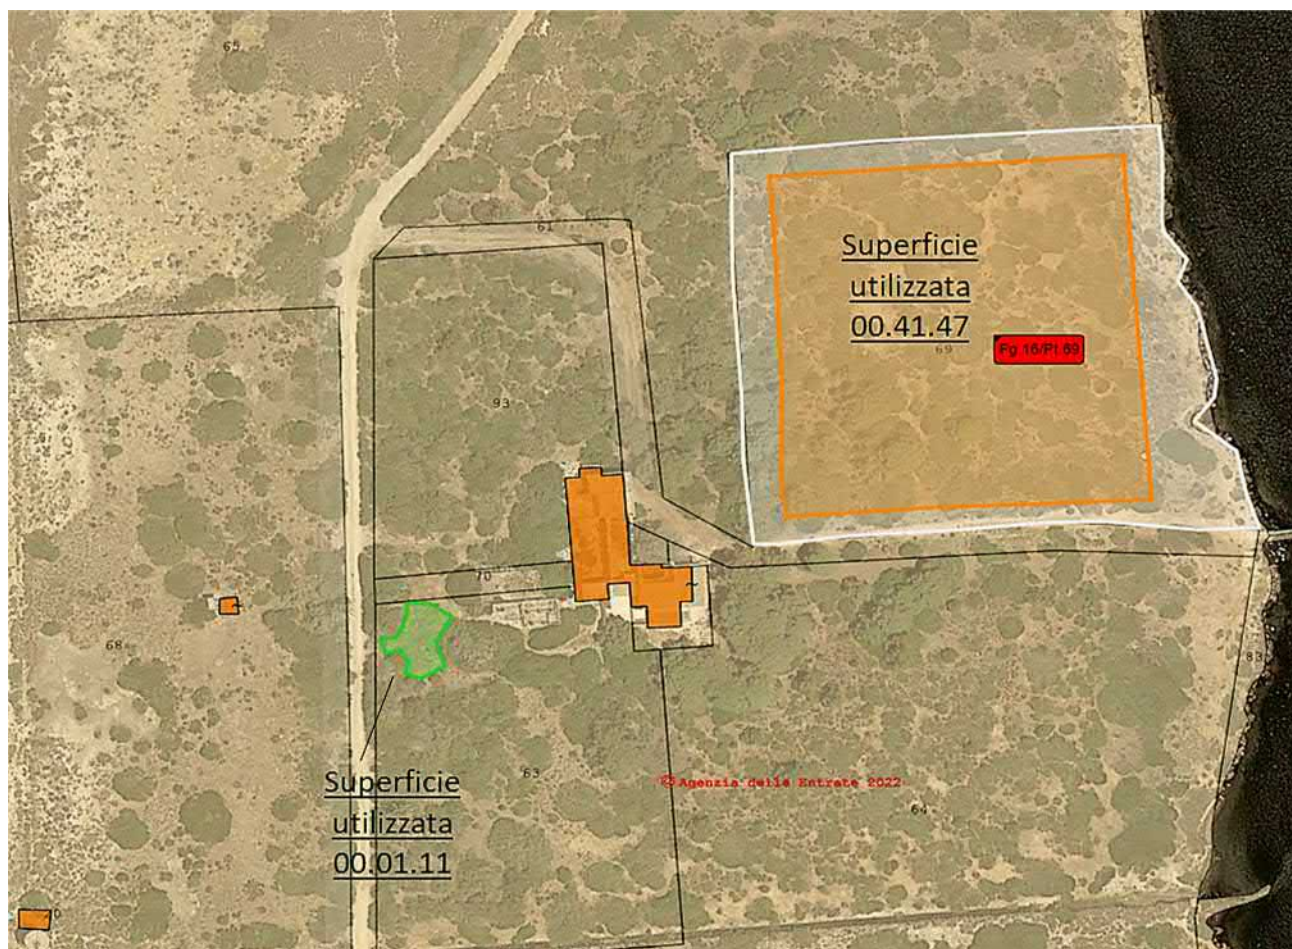 65
61
Superficie
utilizzata
00.41.47
69
Fg 16/Pt 69
93
70
68
83
63
©Agenzia delle Entrate 2022
64
Superficie
utilizzata
00.01.11